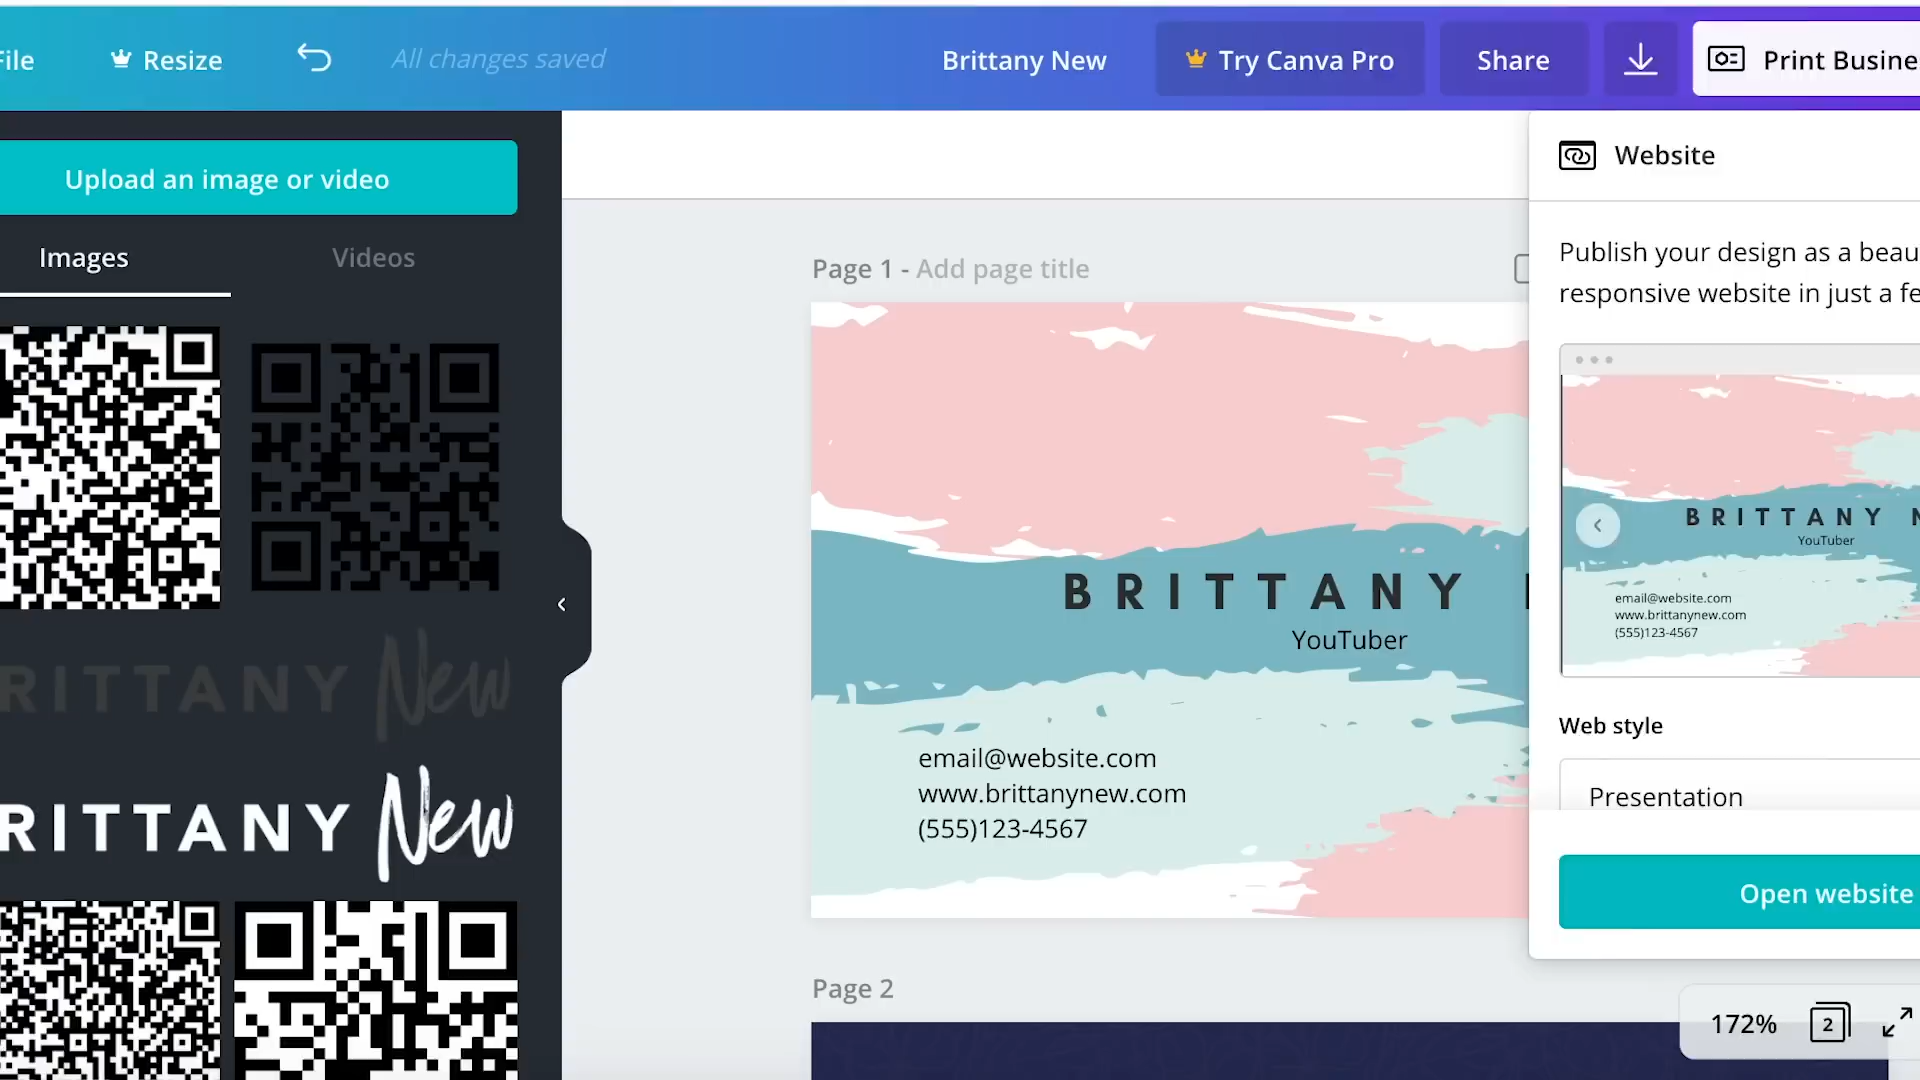 File
Resize
All changes saved
Brittany New
Try Canva Pro
Share
Print Busine
Upload an image or video
Images
Videos
RITTANY New
RITTANY New
Page 1 - Add page title
BRITTANY
YouTuber
email@website.com
www.brittanynew.com
(555)123-4567
Page 2
Website
Publish your design as a beau
responsive website in just a fe
BRITTANY N
YouTuber
email@website.com
www.brittanynew.com
(555)123-4567
Web style
Presentation
Open website
172%
2